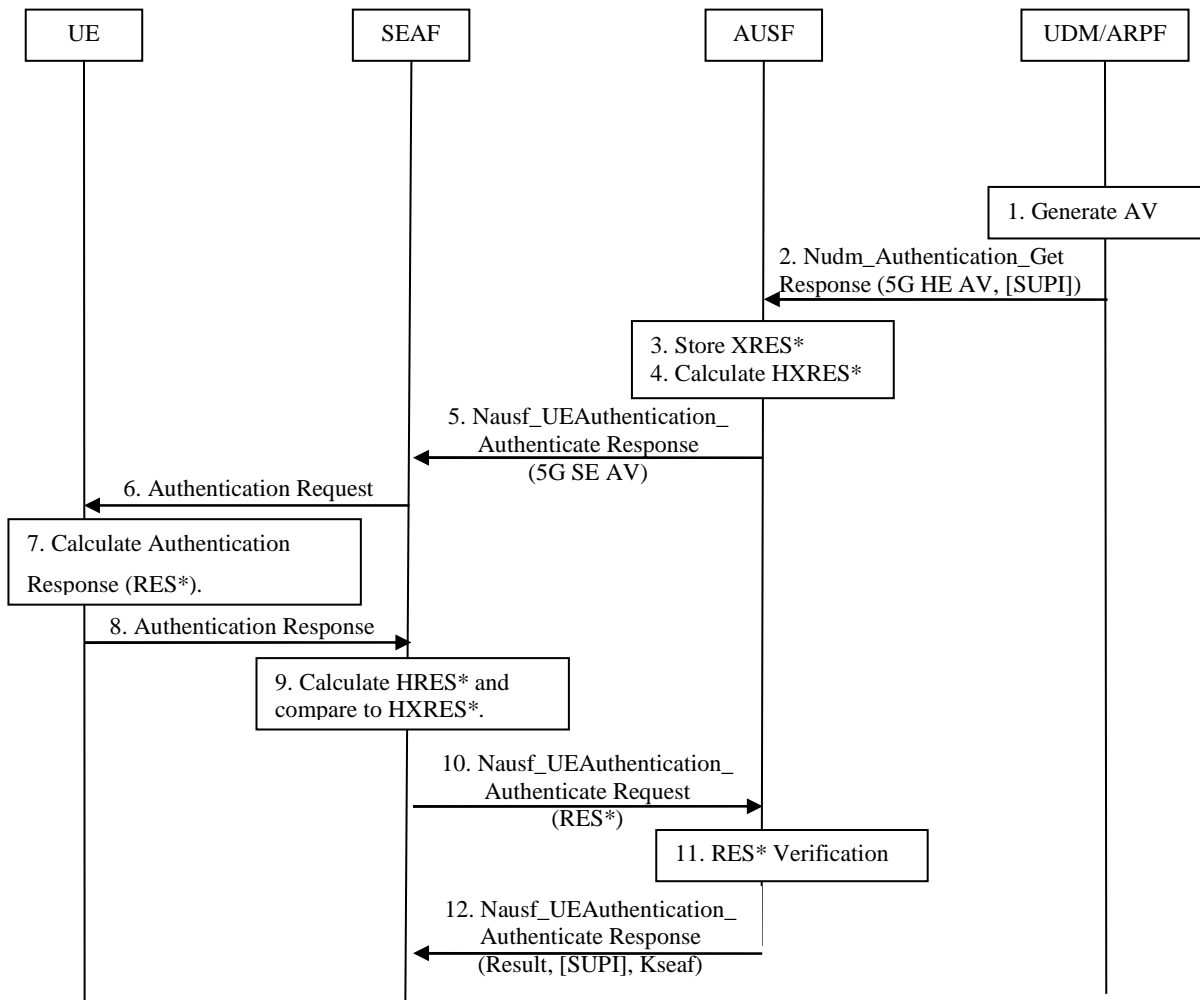 UE
SEAF
AUSF
UDM/ARPF
1. Generate AV
2. Nudm_Authentication_Get
Response (5G HE AV, [SUPI])
3. Store XRES*
4. Calculate HXRES*
5. Nausf_UEAuthentication_
Authenticate Response
(5G SE AV)
6. Authentication Request
7. Calculate Authentication
Response (RES*).
8. Authentication Response
9. Calculate HRES* and
compare to HXRES*.
10. Nausf_UEAuthentication_
Authenticate Request
(RES*)
11. RES* Verification
12. Nausf_UEAuthentication_
Authenticate Response
(Result, [SUPI], Kseaf)